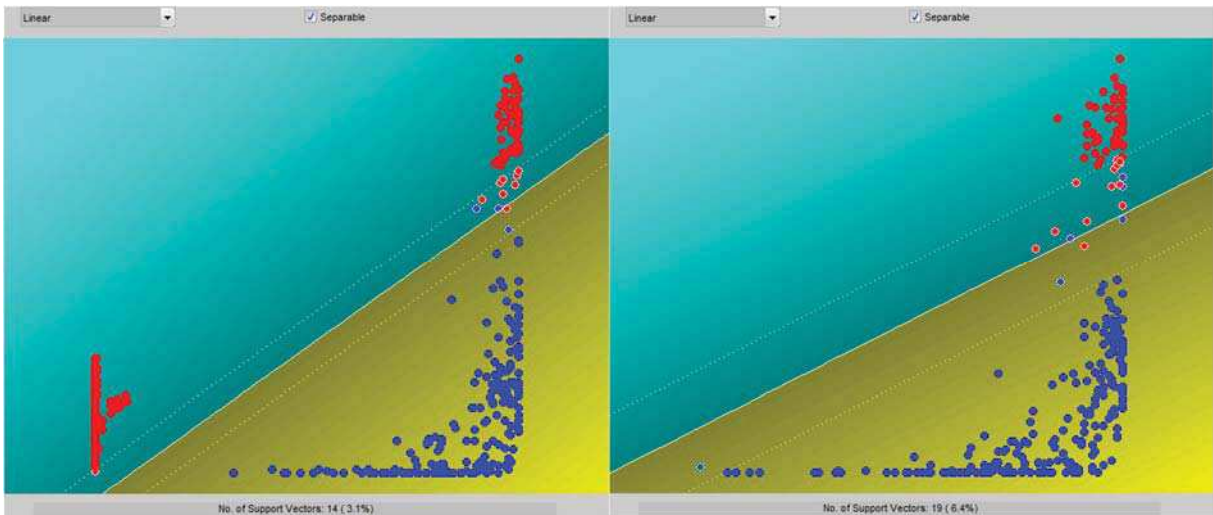 Linear
Separable
Linear
Separable
No. of Support Vectors: 14 ( 3.1%)
No. of Support Vectors: 19 ( 6.4%)